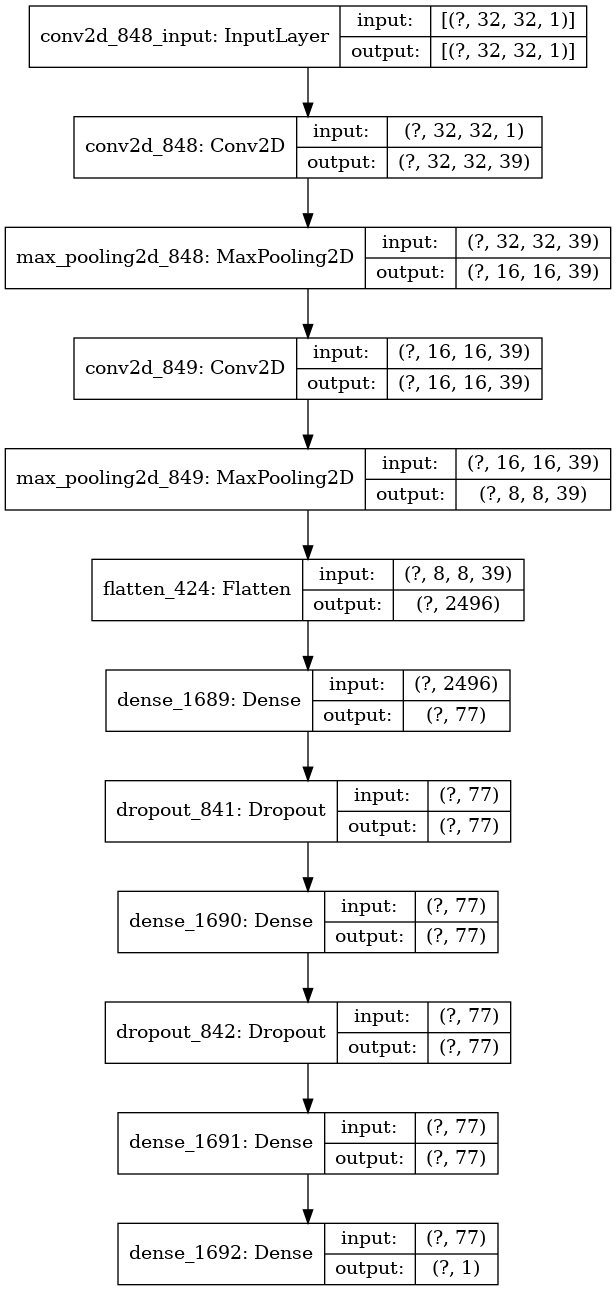 conv2d_848_input: InputLayer
input: [(?, 32, 32, 1)]
output: [(?, 32, 32, 1)]
conv2d_848: Conv2D
input: (?, 32, 32, 1)
output: (?, 32, 32, 39)
max_pooling2d_848: MaxPooling2D
input: (?, 32, 32, 39)
output: (?, 16, 16, 39)
conv2d_849: Conv2D
input: (?, 16, 16, 39)
output: (?, 16, 16, 39)
max_pooling2d_849: MaxPooling2D
input: (?, 16, 16, 39)
output: (?, 8, 8, 39)
flatten_424: Flatten
input: (?, 8, 8, 39)
output: (?, 2496)
dense_1689: Dense
input: (?, 2496)
output: (?, 77)
dropout_841: Dropout
input: (?, 77)
output: (?, 77)
dense_1690: Dense
input: (?, 77)
output: (?, 77)
dropout_842: Dropout
input: (?, 77)
output: (?, 77)
dense_1691: Dense
input: (?, 77)
output: (?, 77)
dense_1692: Dense
input: (?, 77)
output: (?, 1)